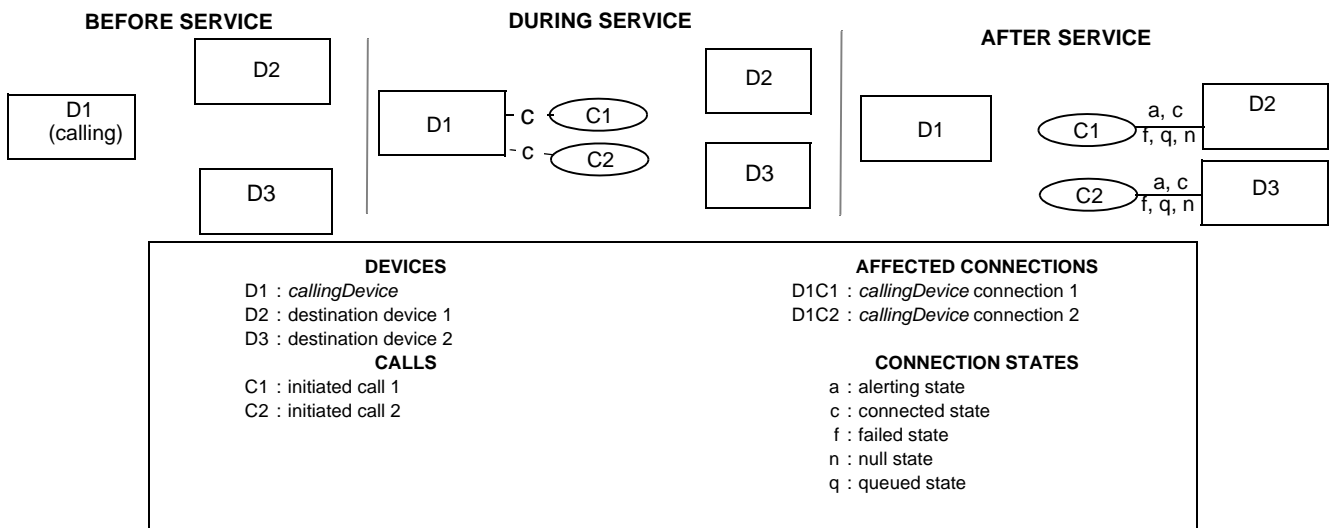 BEFORE SERVICE
D1
(calling)
D2
D3
DURING SERVICE
D1
c
C1
c
C2
D2
D3
AFTER SERVICE
D1
C1
a, c
f, q, n
D2
C2
a, c
f, q, n
D3
DEVICES
D1 : callingDevice
D2 : destination device 1
D3 : destination device 2
CALLS
C1 : initiated call 1
C2 : initiated call 2
AFFECTED CONNECTIONS
D1C1 : callingDevice connection 1
D1C2 : callingDevice connection 2
CONNECTION STATES
a : alerting state
c : connected state
f : failed state
n : null state
q : queued state